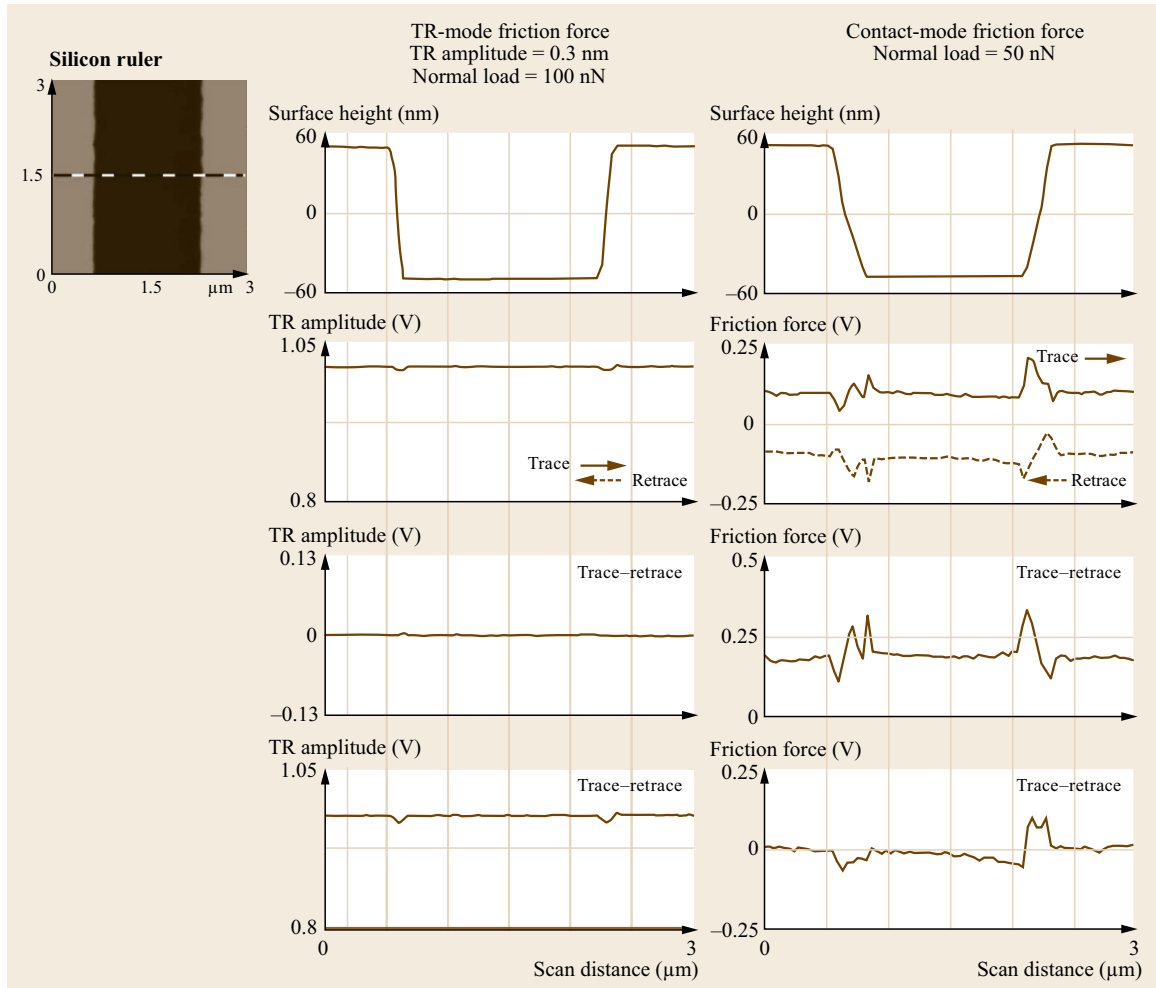 Silicon ruler
3
1.5
0
0
1.5
µm
3
TR-mode friction force
TR amplitude = 0.3 nm
Normal load = 100 nN
Surface height (nm)
60
0
–60
TR amplitude (V)
1.05
Trace
Retrace
0.8
TR amplitude (V)
0.13
Trace–retrace
0
–0.13
TR amplitude (V)
1.05
Trace–retrace
0.8
0
3
Scan distance (µm)
Contact-mode friction force
Normal load = 50 nN
Surface height (nm)
60
0
–60
Friction force (V)
0.25
Trace
0
Retrace
–0.25
Friction force (V)
0.5
Trace–retrace
0.25
0
Friction force (V)
0.25
Trace–retrace
0
–0.25
0
3
Scan distance (µm)